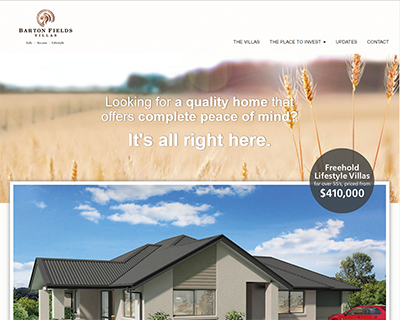 BARTON FIELDS
VILLAS
Safe · Secure · Lifestyle
THE VILLAS THE PLACE TO INVEST ▾ UPDATES CONTACT
Looking for a quality home that
offers complete peace of mind?
It's all right here.
Freehold
Lifestyle Villas
for over 55's, priced from
$410,000